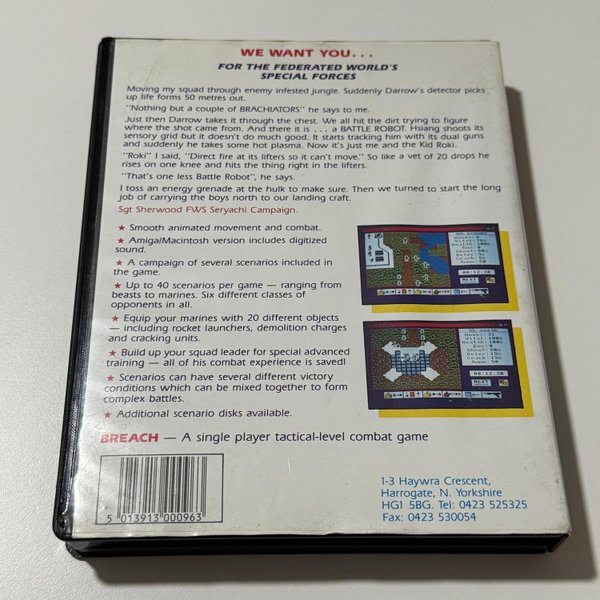 WE WANT YOU...
FOR THE FEDERATED WORLD'S
SPECIAL FORCES
Moving my squad through enemy infested jungle. Suddenly Darrow's detector picks
up life forms 50 metres out.
"Nothing but a couple of BRACHIATORS" he says to me.
Just then Darrow takes it through the chest. We all hit the dirt trying to figure
where the shot came from. And there it is ... a BATTLE ROBOT. Hsiang shoots its
sensory grid but it doesn't do much good. It starts tracking him with its dual guns
and suddenly he takes some hot plasma. Now it's just me and the Kid Roki.
"Roki" I said, "Direct fire at its lifters so it can't move." So like a vet of 20 drops he
rises on one knee and hits the thing right in the lifters.
"That's one less Battle Robot", he says.
I toss an energy grenade at the hulk to make sure. Then we turned to start the long
job of carrying the boys north to our landing craft.
Sgt Sherwood FWS Seryachi Campaign.
★ Smooth animated movement and combat.
★ Amiga/Macintosh version includes digitized
sound.
★ A campaign of several scenarios included in
the game.
★ Up to 40 scenarios per game — ranging from
beasts to marines. Six different classes of
opponents in all.
★ Equip your marines with 20 different objects
— including rocket launchers, demolition charges
and cracking units.
★ Build up your squad leader for special advanced
training — all of his combat experience is saved!
★ Scenarios can have several different victory
conditions which can be mixed together to form
complex battles.
★ Additional scenario disks available.
BREACH — A single player tactical-level combat game
5 013913 000963
1-3 Haywra Crescent,
Harrogate, N. Yorkshire
HG1 5BG. Tel: 0423 525325
Fax: 0423 530054